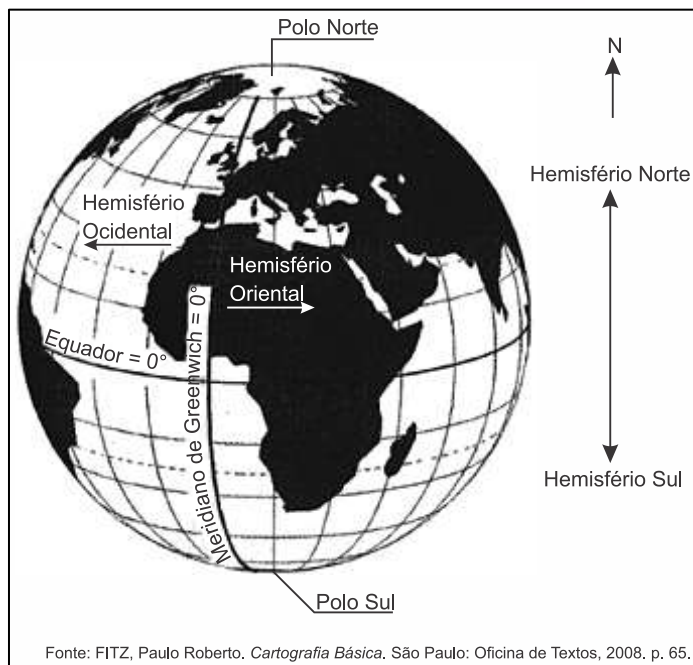 Polo Norte
N
Hemisfério Norte
Hemisfério
Ocidental
Hemisfério
Oriental
Equador = 0°
Meridiano de Greenwich = 0°
Hemisfério Sul
Polo Sul
Fonte: FITZ, Paulo Roberto. Cartografia Básica. São Paulo: Oficina de Textos, 2008. p. 65.